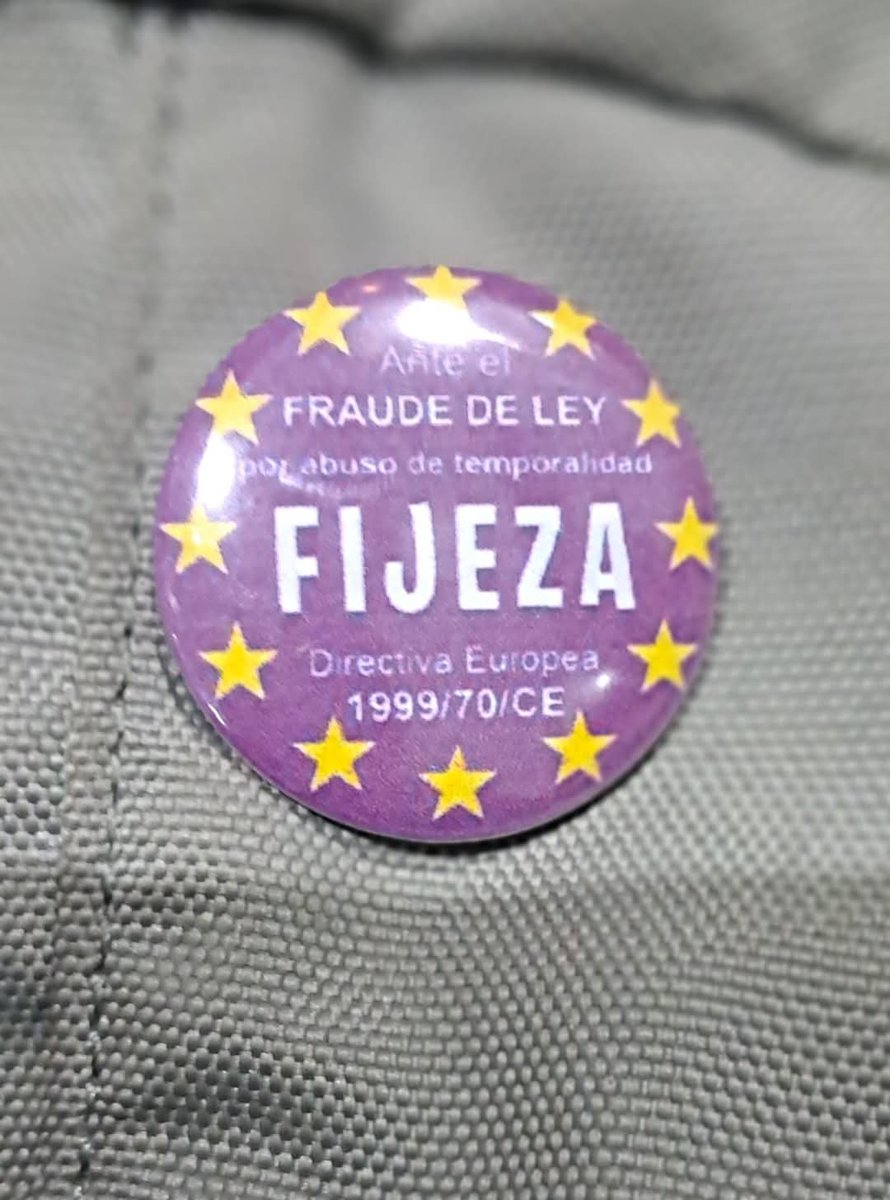 Ante el
FRAUDE DE LEY
por abuso de temporalidad
FIJEZA
Directiva Europea
1999/70/CE